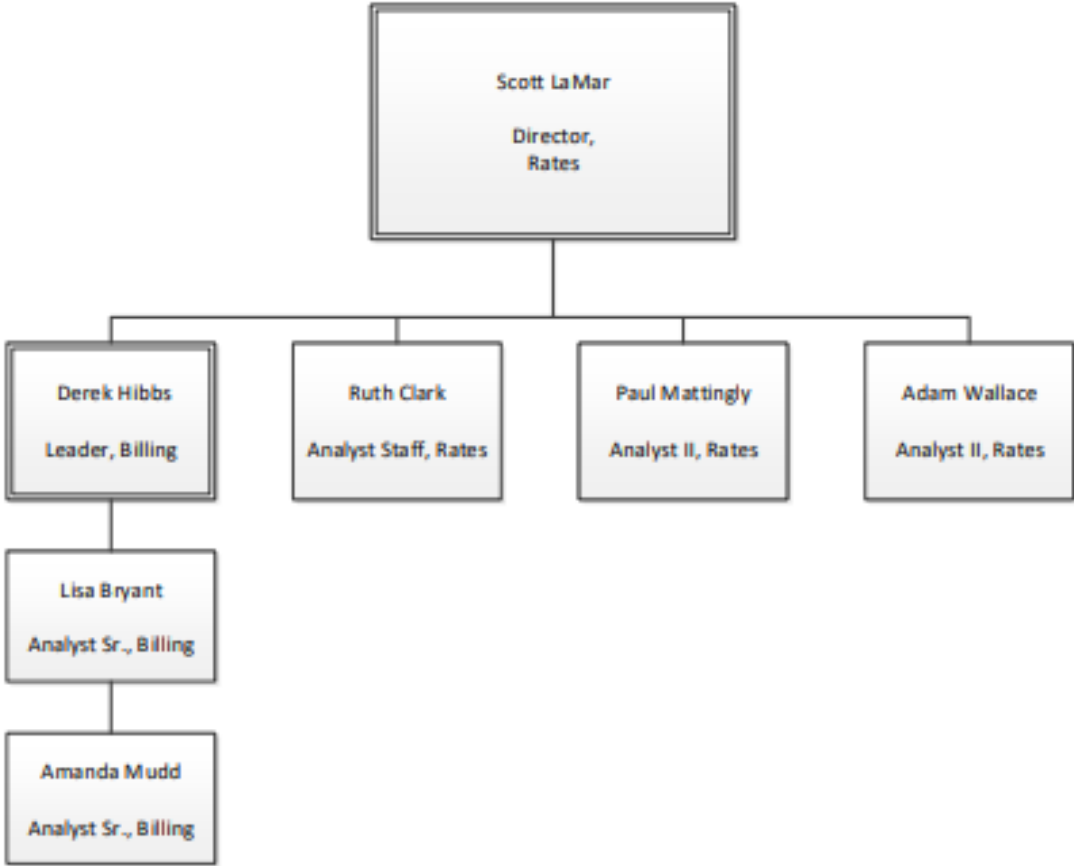 Scott LaMar
Director,
Rates
Derek Hibbs
Leader, Billing
Ruth Clark
Analyst Staff, Rates
Paul Mattingly
Analyst II, Rates
Adam Wallace
Analyst II, Rates
Lisa Bryant
Analyst Sr., Billing
Amanda Mudd
Analyst Sr., Billing